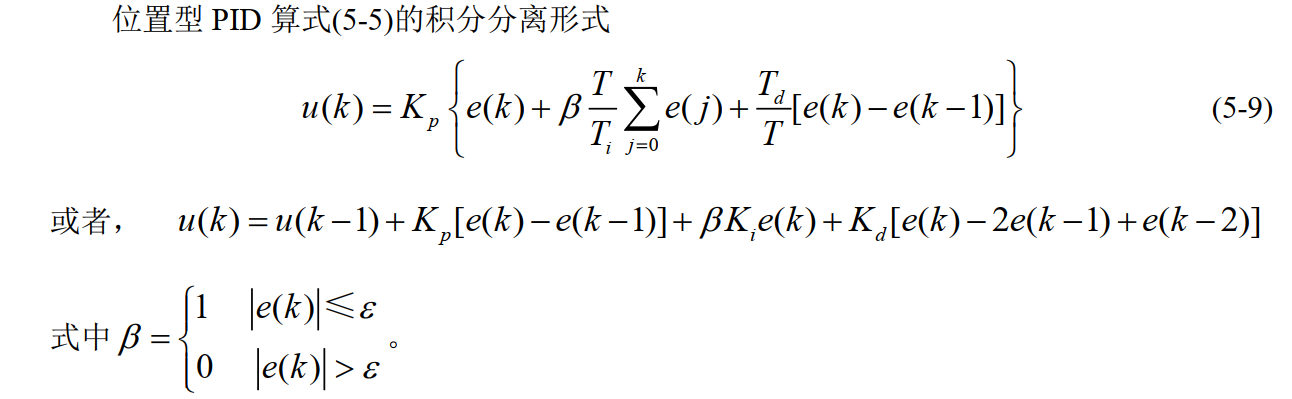 位置型 PID 算式(5-5)的积分分离形式
u(k) = K_p { e(k) + β T/T_i ∑_{j=0}^{k} e(j) + T_d/T [e(k) − e(k−1)] } (5-9)
或者， u(k) = u(k−1) + K_p[e(k) − e(k−1)] + βK_i e(k) + K_d[e(k) − 2e(k−1) + e(k−2)]
式中 β = { 1 |e(k)| ≤ ε
0 |e(k)| > ε 。